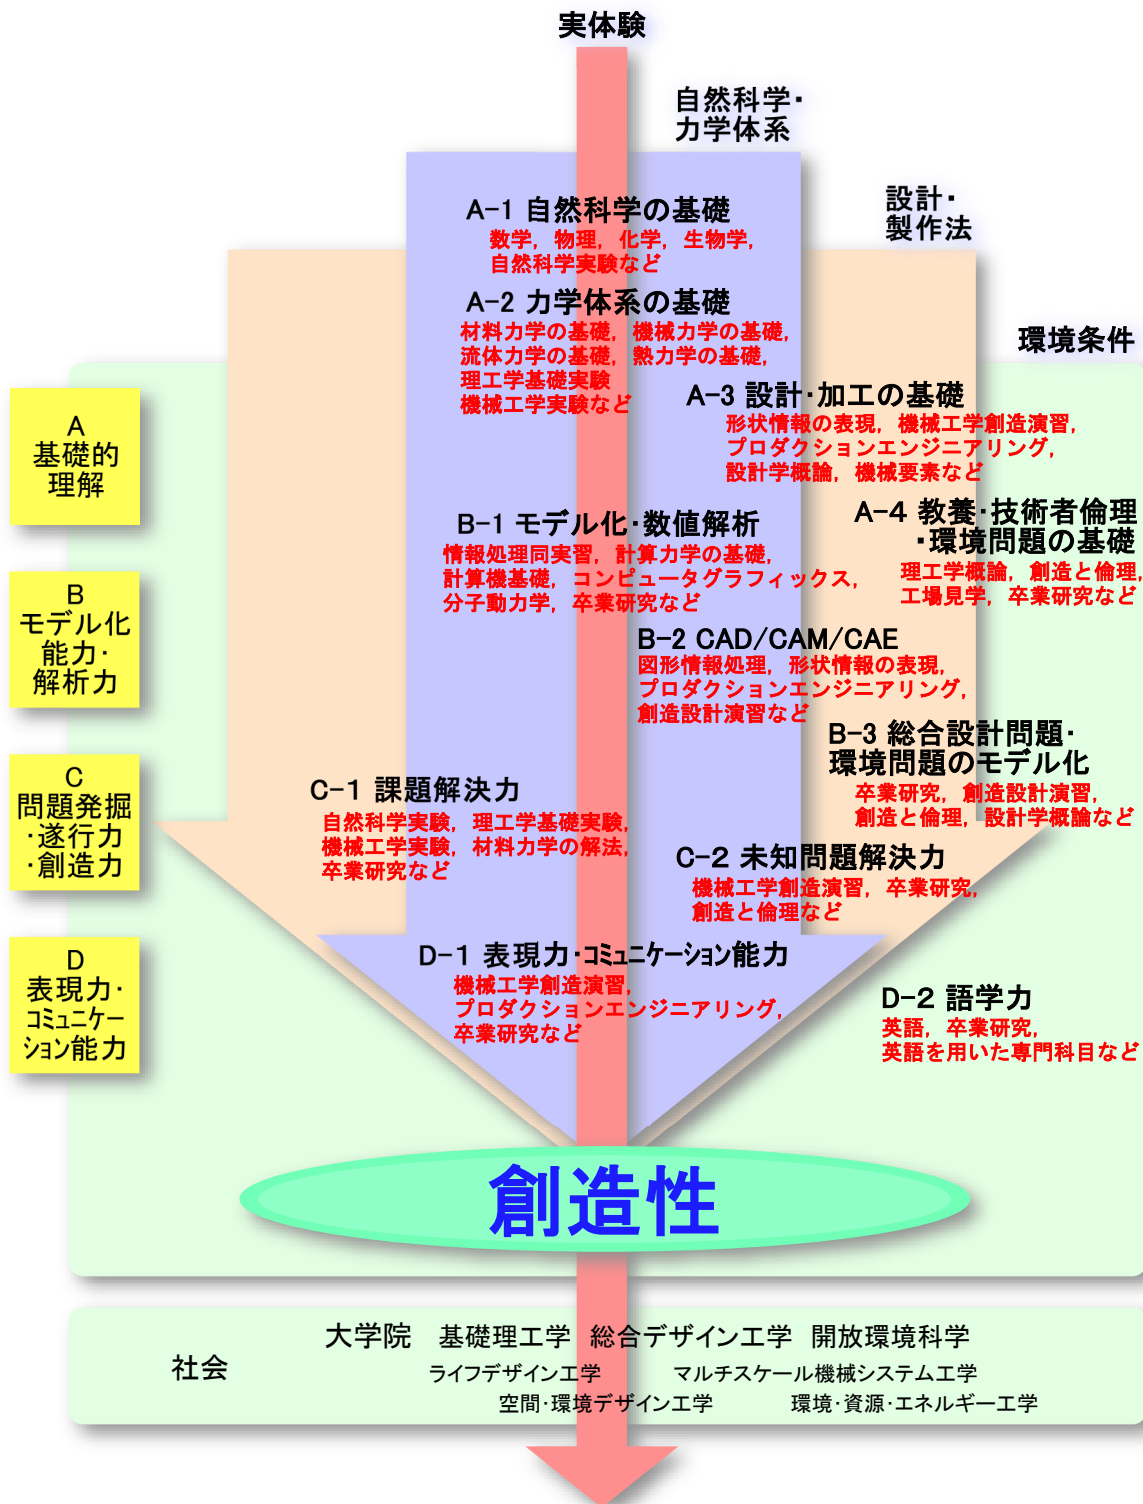 実体験
自然科学・
力学体系
設計・
製作法
環境条件
A-1 自然科学の基礎
数学，物理，化学，生物学，
自然科学実験など
A-2 力学体系の基礎
材料力学の基礎，機械力学の基礎，
流体力学の基礎，熱力学の基礎，
理工学基礎実験
機械工学実験など
A-3 設計・加工の基礎
形状情報の表現，機械工学創造演習，
プロダクションエンジニアリング，
設計学概論，機械要素など
A
基礎的
理解
A-4 教養・技術者倫理
・環境問題の基礎
理工学概論，創造と倫理，
工場見学，卒業研究など
B-1 モデル化・数値解析
情報処理同実習，計算力学の基礎，
計算機基礎，コンピュータグラフィックス，
分子動力学，卒業研究など
B
モデル化
能力・
解析力
B-2 CAD/CAM/CAE
図形情報処理，形状情報の表現，
プロダクションエンジニアリング，
創造設計演習など
B-3 総合設計問題・
環境問題のモデル化
卒業研究，創造設計演習，
創造と倫理，設計学概論など
C
問題発掘
・遂行力
・創造力
C-1 課題解決力
自然科学実験，理工学基礎実験，
機械工学実験，材料力学の解法，
卒業研究など
C-2 未知問題解決力
機械工学創造演習，卒業研究，
創造と倫理など
D
表現力・
コミュニケー
ション能力
D-1 表現力・コミュニケーション能力
機械工学創造演習，
プロダクションエンジニアリング，
卒業研究など
D-2 語学力
英語，卒業研究，
英語を用いた専門科目など
創造性
大学院 基礎理工学 総合デザイン工学 開放環境科学
社会
ライフデザイン工学 マルチスケール機械システム工学
空間・環境デザイン工学 環境・資源・エネルギー工学